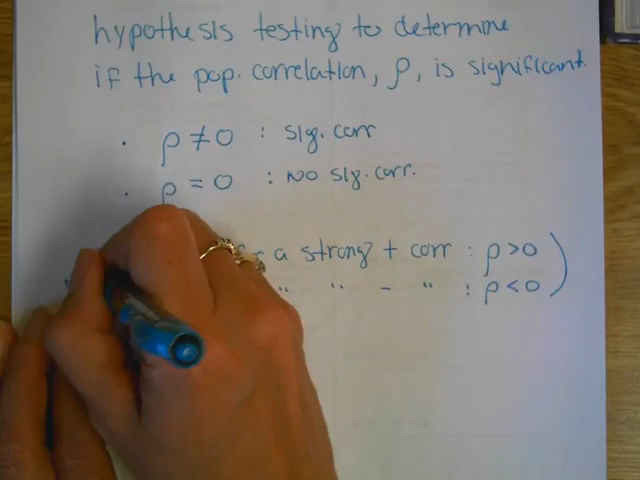 hypothesis testing to determine
if the pop. correlation, ρ, is significant.
· ρ ≠ 0 : sig. corr
· ρ = 0 : no sig. corr.
a strong + corr : ρ > 0 )
" " - " : ρ < 0